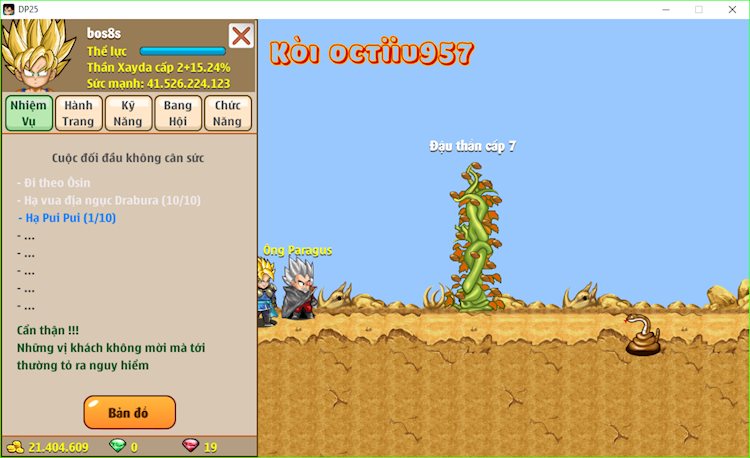 DP25
bos8s
Thể lực
Thần Xayda cấp 2+15.24%
Sức mạnh: 41.526.224.123
Nhiệm Vụ
Hành Trang
Kỹ Năng
Bang Hội
Chức Năng
Cuộc đối đầu không cân sức
- Đi theo Ôsin
- Hạ vua địa ngục Drabura (10/10)
- Hạ Pui Pui (1/10)
- ...
- ...
- ...
- ...
- ...
Cẩn thận !!!
Những vị khách không mời mà tới
thường tỏ ra nguy hiểm
Bản đồ
21.404.609
0
19
Kòi octiiu957
Đậu thần cấp 7
Ông Paragus